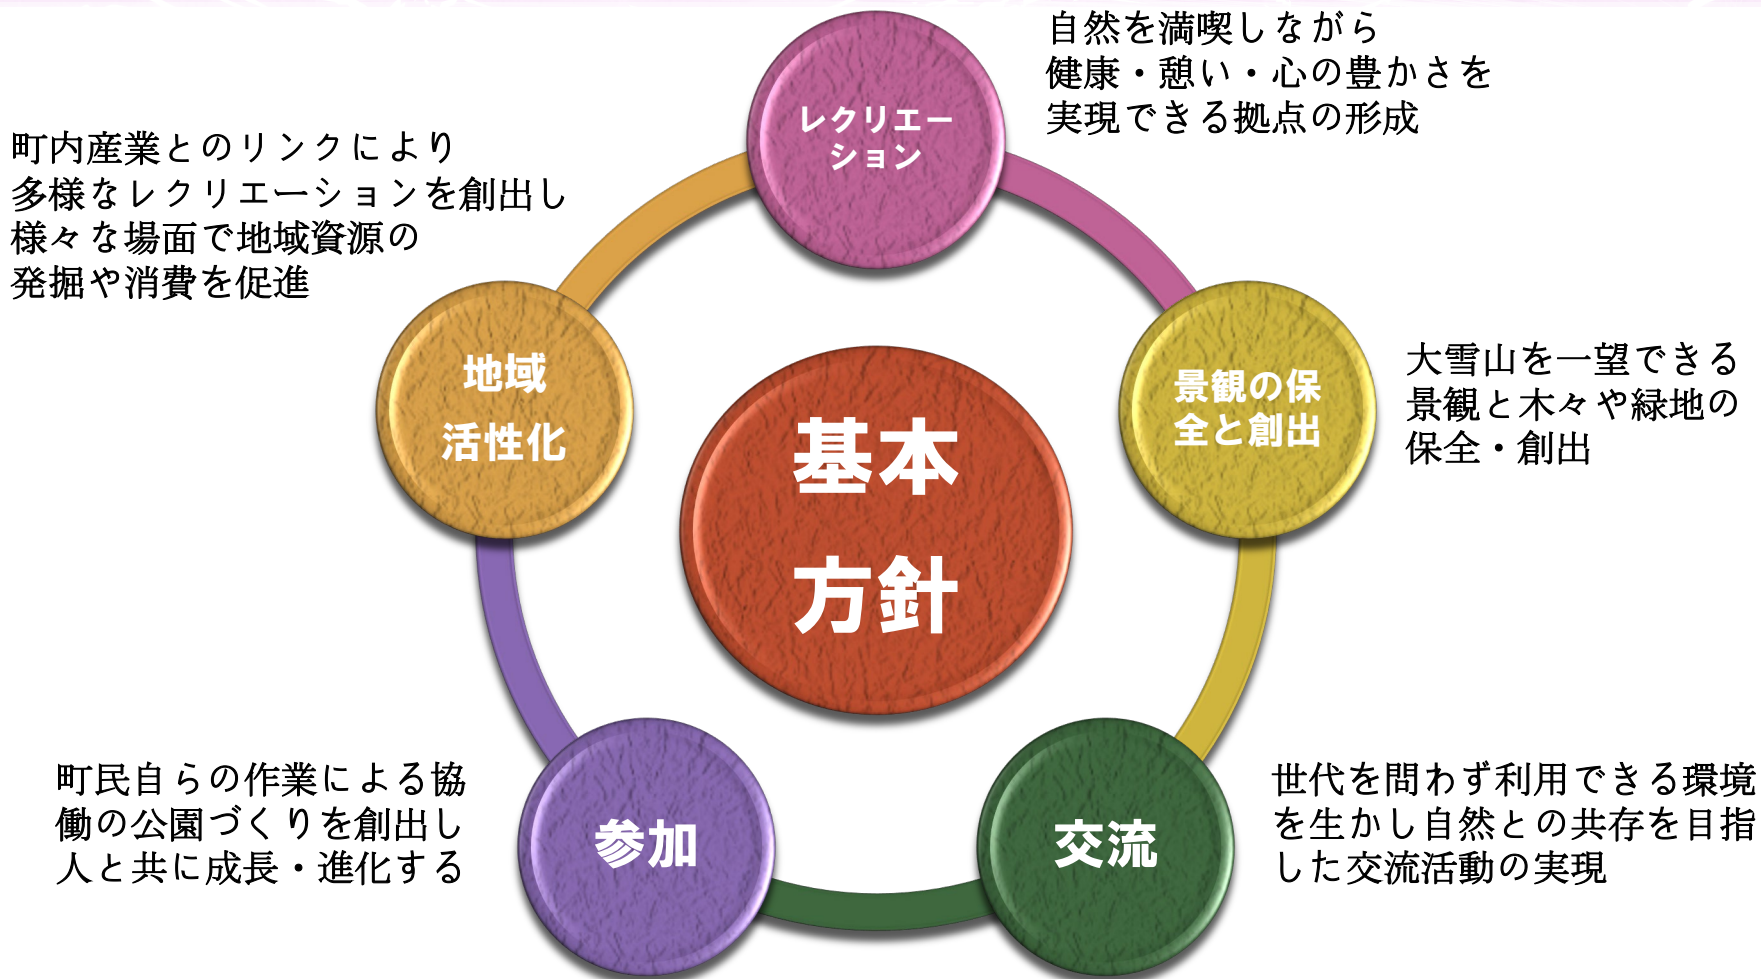 自然を満喫しながら
健康・憩い・心の豊かさを
実現できる拠点の形成
レクリエー
ション
町内産業とのリンクにより
多様なレクリエーションを創出し
様々な場面で地域資源の
発掘や消費を促進
地域
活性化
景観の保
全と創出
大雪山を一望できる
景観と木々や緑地の
保全・創出
基本
方針
町民自らの作業による協
働の公園づくりを創出し
人と共に成長・進化する
参加
交流
世代を問わず利用できる環境
を生かし自然との共存を目指
した交流活動の実現